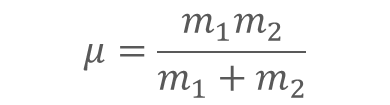 μ = m₁m₂ / (m₁ + m₂)